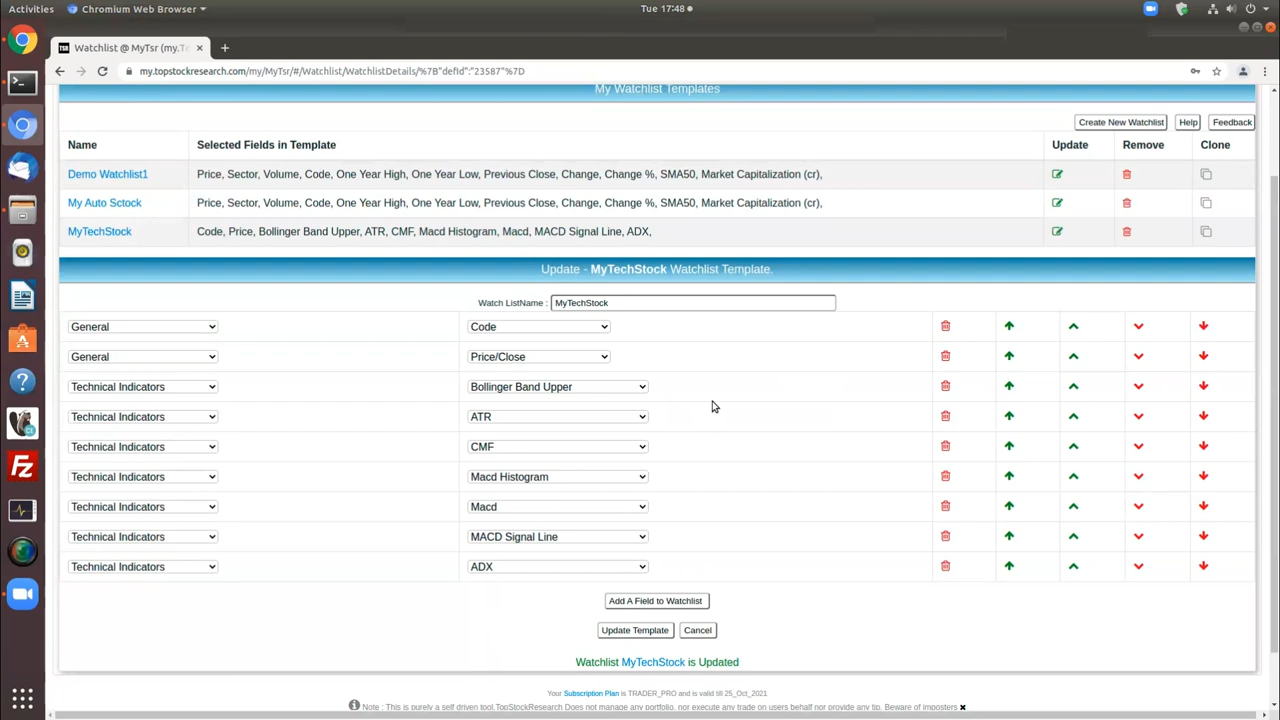 Activities Chromium Web Browser Tue 17:48
TSR Watchlist @ MyTsr (my.T
my.topstockresearch.com/my/MyTsr/#/Watchlist/WatchlistDetails/%7B"defId":"23587"%7D
My Watchlist Templates
Create New Watchlist Help Feedback
Name Selected Fields in Template Update Remove Clone
Demo Watchlist1 Price, Sector, Volume, Code, One Year High, One Year Low, Previous Close, Change, Change %, SMA50, Market Capitalization (cr),
My Auto Sctock Price, Sector, Volume, Code, One Year High, One Year Low, Previous Close, Change, Change %, SMA50, Market Capitalization (cr),
MyTechStock Code, Price, Bollinger Band Upper, ATR, CMF, Macd Histogram, Macd, MACD Signal Line, ADX,
Update - MyTechStock Watchlist Template.
Watch ListName : MyTechStock
General Code
General Price/Close
Technical Indicators Bollinger Band Upper
Technical Indicators ATR
Technical Indicators CMF
Technical Indicators Macd Histogram
Technical Indicators Macd
Technical Indicators MACD Signal Line
Technical Indicators ADX
Add A Field to Watchlist
Update Template Cancel
Watchlist MyTechStock is Updated
Your Subscription Plan is TRADER_PRO and is valid till 25_Oct_2021
Note : This is purely a self driven tool.TopStockResearch Does not manage any portfolio, nor execute any trade on users behalf nor provide any tip. Beware of imposters